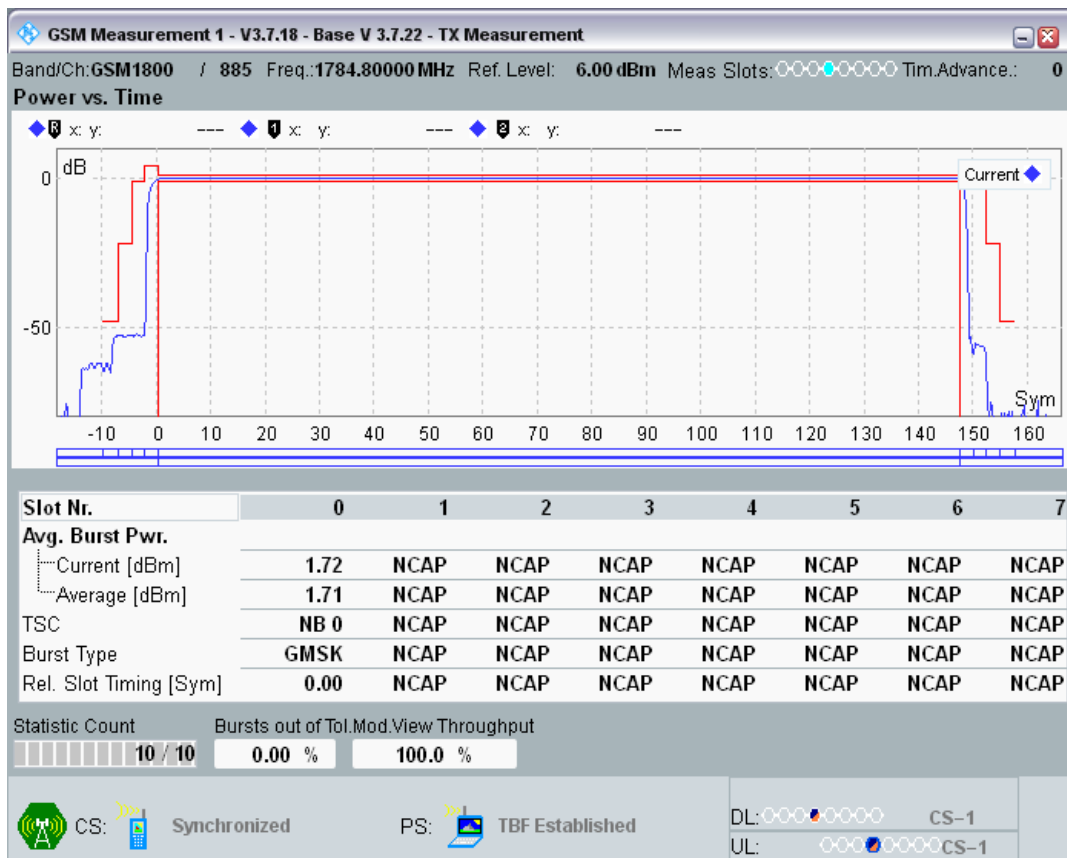 GSM Measurement 1 - V3.7.18 - Base V 3.7.22 - TX Measurement
Band/Ch:GSM1800 / 885 Freq.:1784.80000 MHz Ref. Level: 6.00 dBm Meas Slots: Tim.Advance.: 0
Power vs. Time
R x: y: --- 1 x: y: --- 2 x: y: ---
dB
Current
0
-50
Sym
-10 0 10 20 30 40 50 60 70 80 90 100 110 120 130 140 150 160
Slot Nr. 0 1 2 3 4 5 6 7
Avg. Burst Pwr.
Current [dBm] 1.72 NCAP NCAP NCAP NCAP NCAP NCAP NCAP
Average [dBm] 1.71 NCAP NCAP NCAP NCAP NCAP NCAP NCAP
TSC NB 0 NCAP NCAP NCAP NCAP NCAP NCAP NCAP
Burst Type GMSK NCAP NCAP NCAP NCAP NCAP NCAP NCAP
Rel. Slot Timing [Sym] 0.00 NCAP NCAP NCAP NCAP NCAP NCAP NCAP
Statistic Count Bursts out of Tol.Mod.View Throughput
10 / 10 0.00 % 100.0 %
CS: Synchronized PS: TBF Established DL: CS-1
UL: CS-1